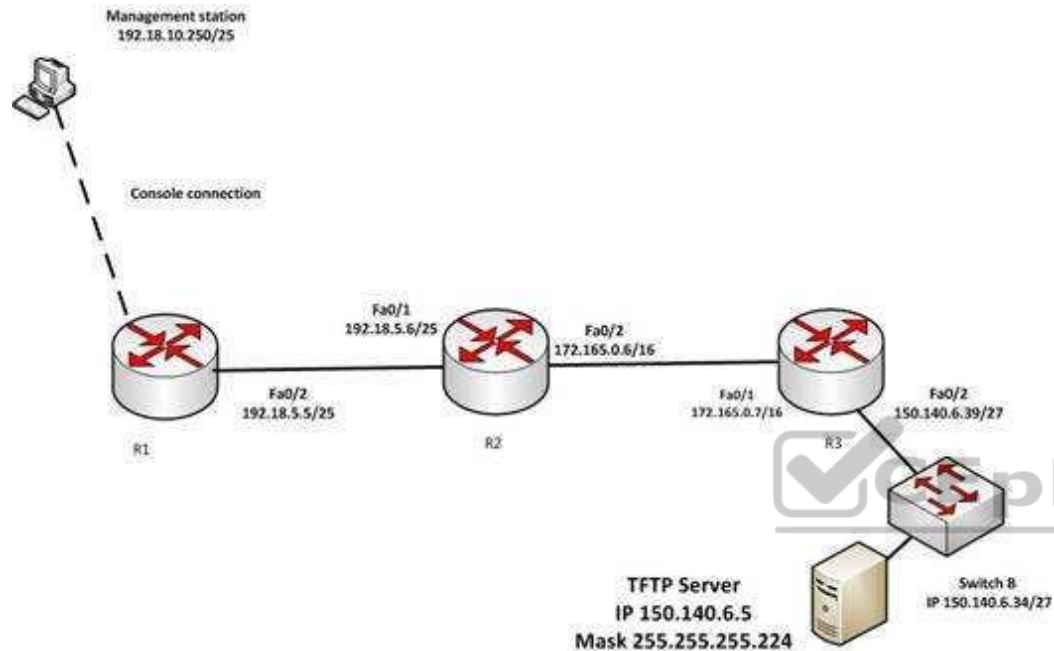 Management station
192.18.10.250/25
Console connection
Fa0/1
192.18.5.6/25
Fa0/2
172.165.0.6/16
Fa0/2
192.18.5.5/25
Fa0/1
172.165.0.7/16
Fa0/2
150.140.6.39/27
R1
R2
R3
TFTP Server
IP 150.140.6.5
Mask 255.255.255.224
Switch B
IP 150.140.6.34/27